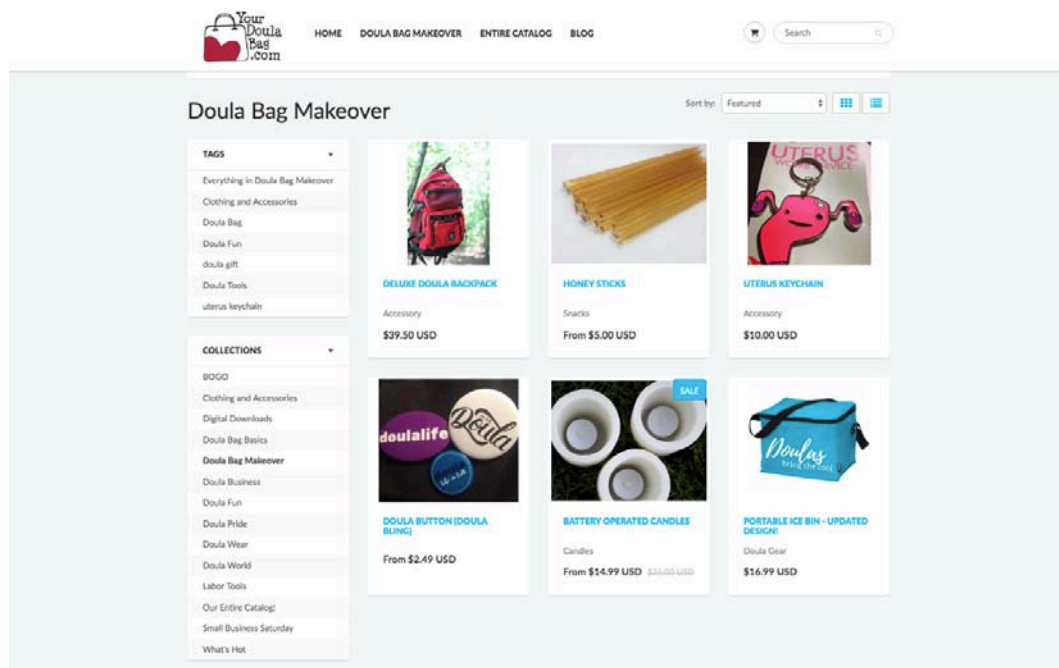 Your
Doula
Bag
.com
HOME
DOULA BAG MAKEOVER
ENTIRE CATALOG
BLOG
Search
Doula Bag Makeover
Sort by:
Featured
TAGS
Everything in Doula Bag Makeover
Clothing and Accessories
Doula Bag
Doula Fun
doula gift
Doula Tools
uterus keychain
COLLECTIONS
BOGO
Clothing and Accessories
Digital Downloads
Doula Bag Basics
Doula Bag Makeover
Doula Business
Doula Fun
Doula Pride
Doula Wear
Doula World
Labor Tools
Our Entire Catalog!
Small Business Saturday
What's Hot
DELUXE DOULA BACKPACK
Accessory
$39.50 USD
HONEY STICKS
Snacks
From $5.00 USD
UTERUS
UTERUS KEYCHAIN
Accessory
$10.00 USD
doulalife
Doula
DOULA BUTTON (DOULA
BLING)
From $2.49 USD
SALE
BATTERY OPERATED CANDLES
Candles
From $14.99 USD $26.00 USD
Doulas
bring the cool
PORTABLE ICE BIN - UPDATED
DESIGN!
Doula Gear
$16.99 USD